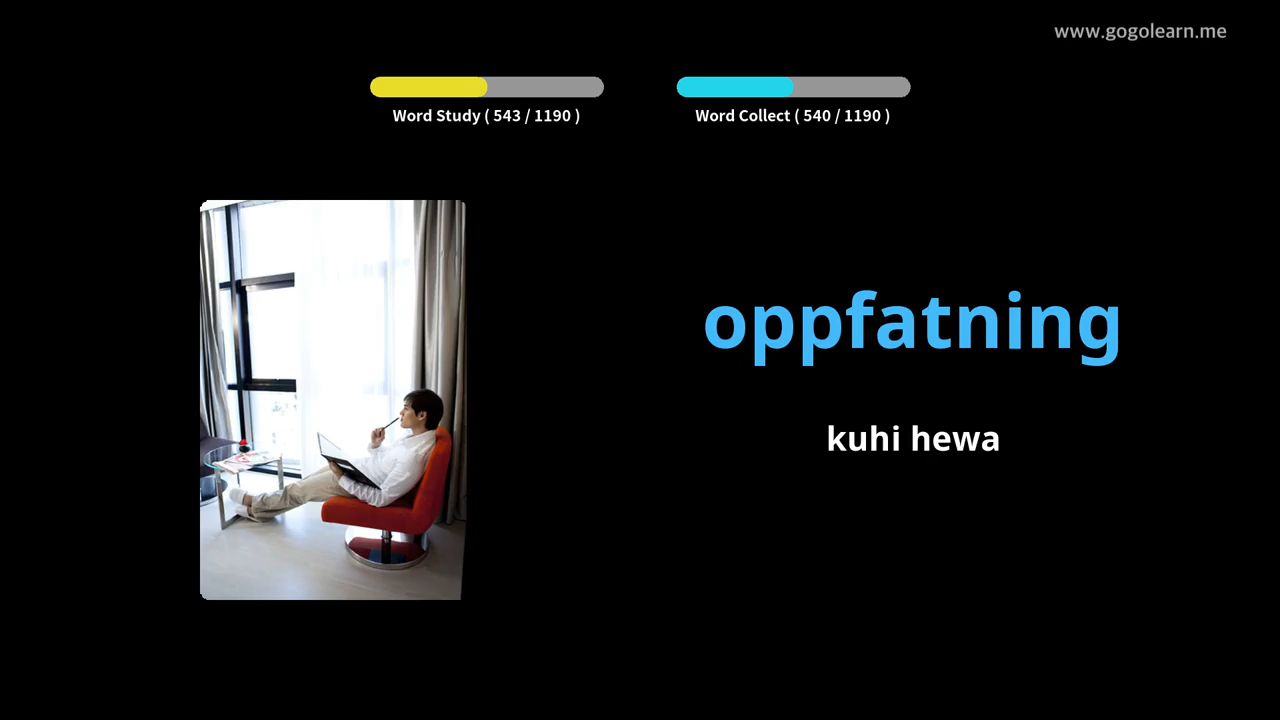 www.gogolearn.me
Word Study ( 543 / 1190 )
Word Collect ( 540 / 1190 )
oppfatning
kuhi hewa